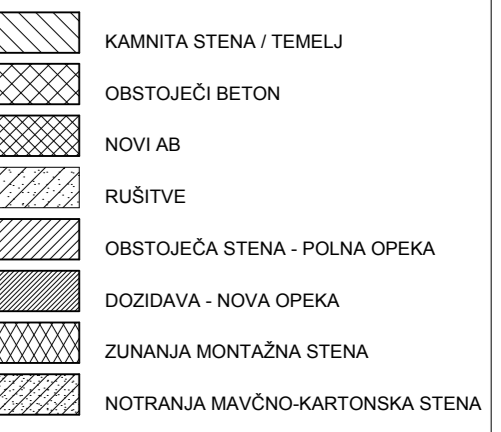 KAMNITA STENA / TEMELJ
OBSTOJEČI BETON
NOVI AB
RUŠITVE
OBSTOJEČA STENA - POLNA OPEKA
DOZIDAVA - NOVA OPEKA
ZUNANJA MONTAŽNA STENA
NOTRANJA MAVČNO-KARTONSKA STENA